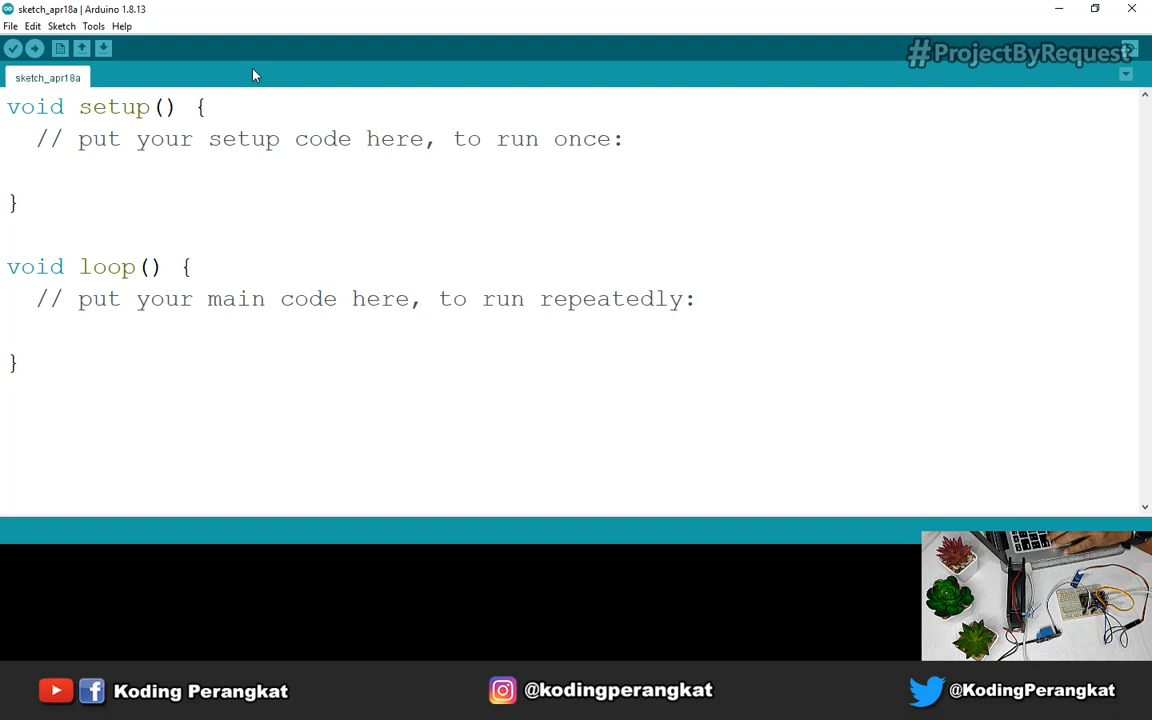 sketch_apr18a | Arduino 1.8.13
File Edit Sketch Tools Help
#ProjectByRequest
sketch_apr18a
void setup() {
// put your setup code here, to run once:
}
void loop() {
// put your main code here, to run repeatedly:
}
Koding Perangkat
@kodingperangkat
@KodingPerangkat